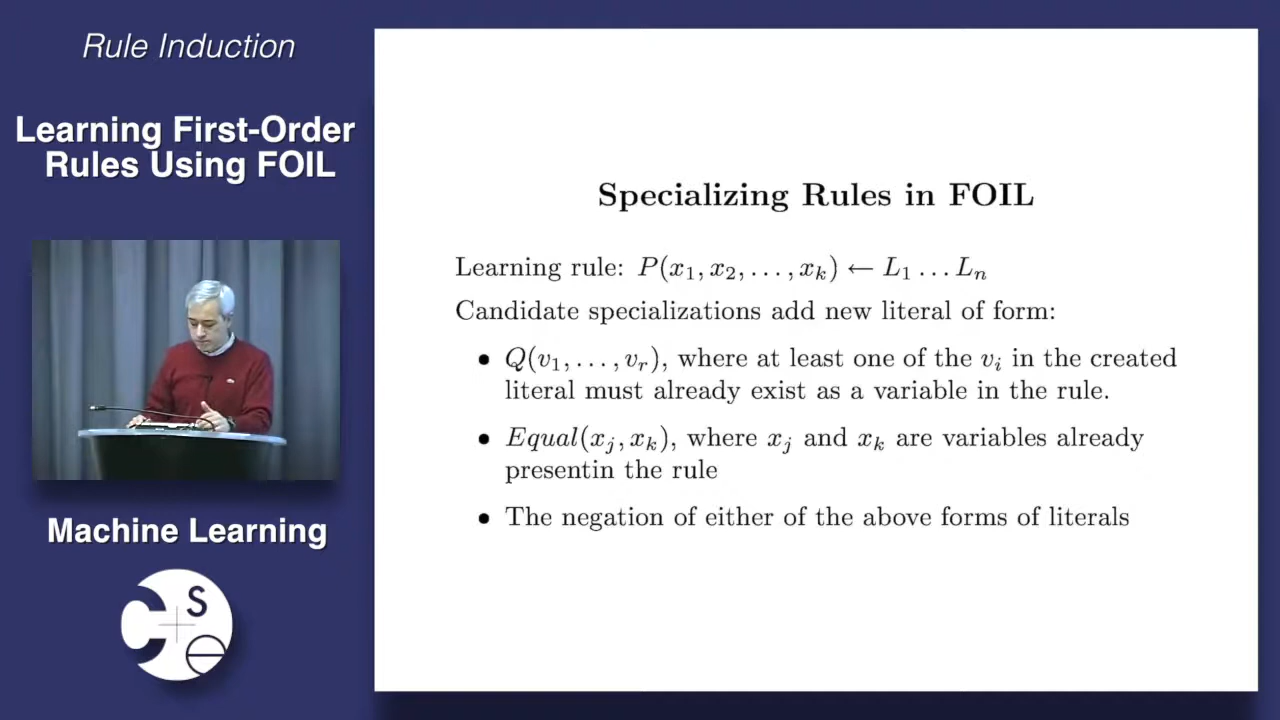 Rule Induction
Learning First-Order
Rules Using FOIL
Machine Learning
C s e
Specializing Rules in FOIL
Learning rule: P(x₁, x₂, . . . , xₖ) ← L₁ . . . Lₙ
Candidate specializations add new literal of form:
• Q(v₁, . . . , vᵣ), where at least one of the vᵢ in the created
literal must already exist as a variable in the rule.
• Equal(xⱼ, xₖ), where xⱼ and xₖ are variables already
presentin the rule
• The negation of either of the above forms of literals